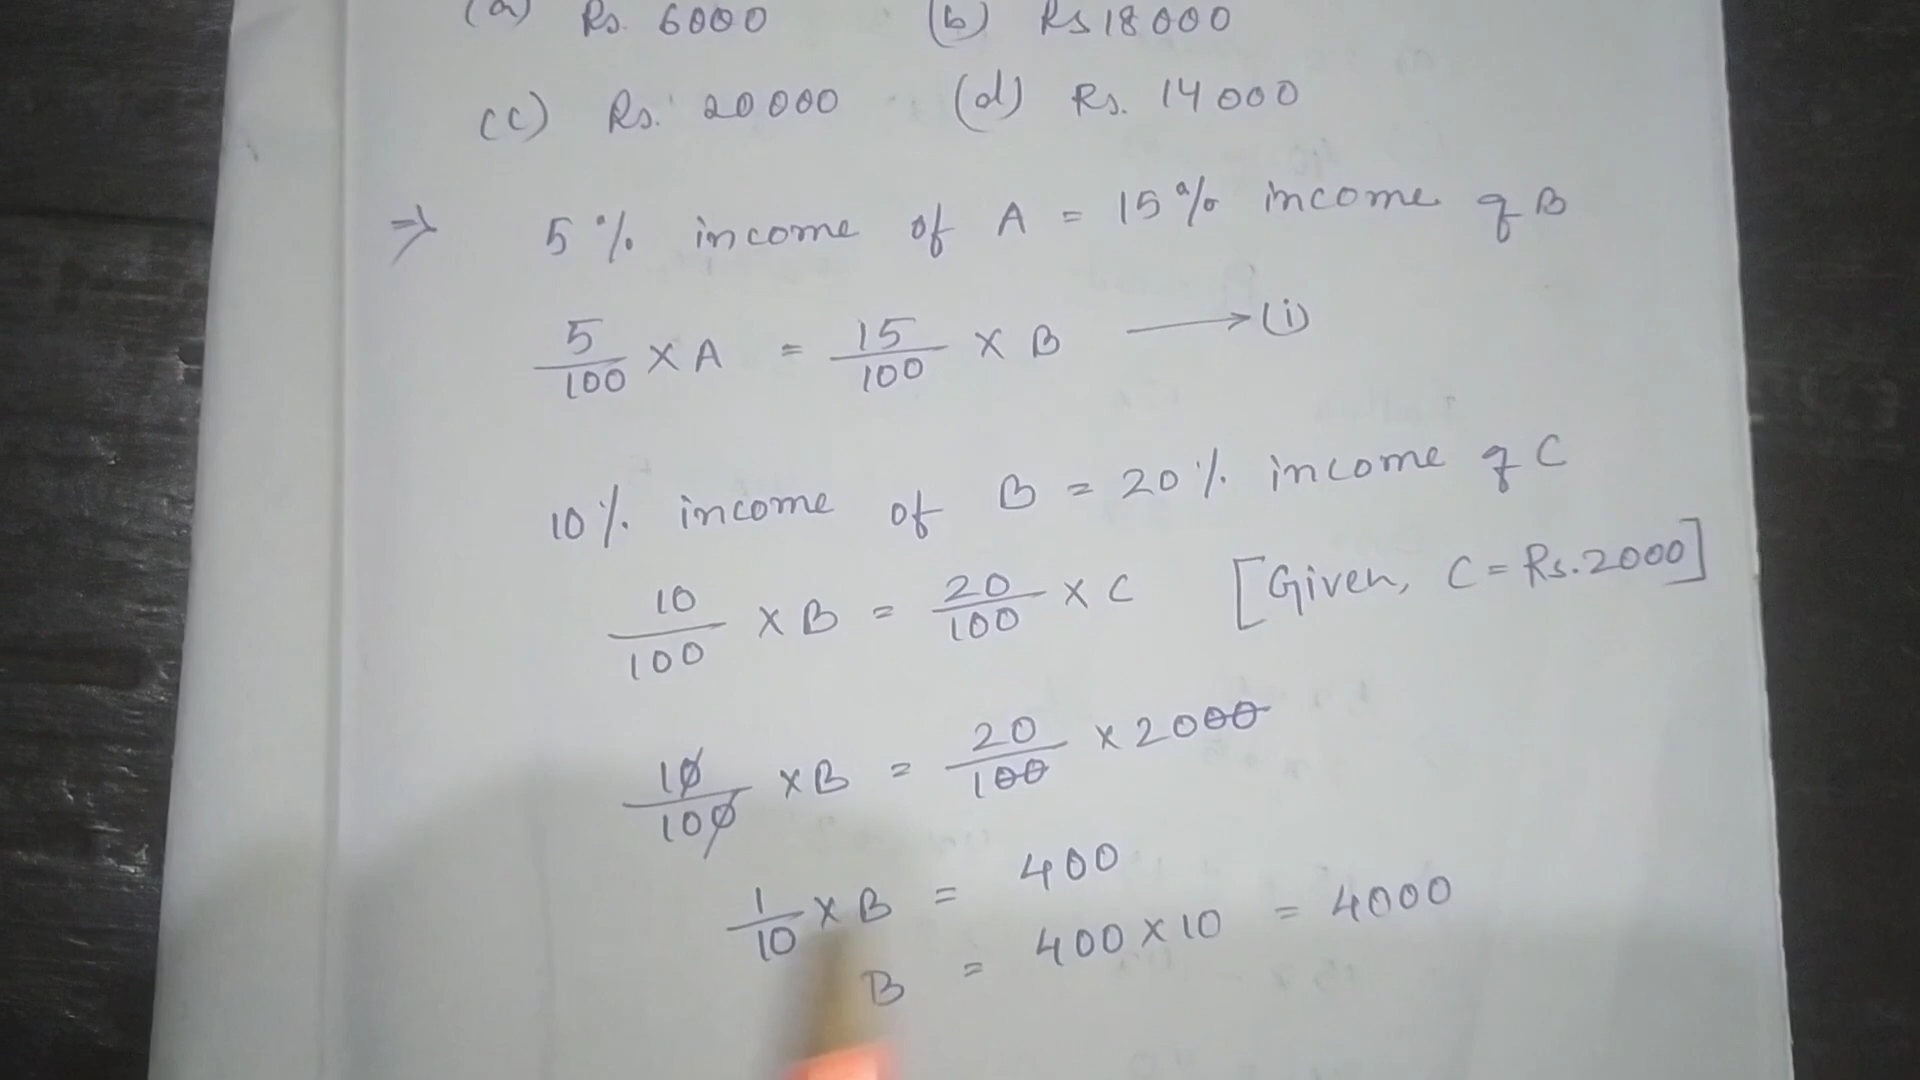 (a) Rs. 6000 (b) Rs 18000
(c) Rs. 20000 (d) Rs. 14000
⇒ 5% income of A = 15% income of B
5/100 × A = 15/100 × B ⟶ (i)
10% income of B = 20% income of C
10/100 × B = 20/100 × C [Given, C = Rs. 2000]
10/100 × B = 20/100 × 2000
1/10 × B = 400
B = 400 × 10 = 4000